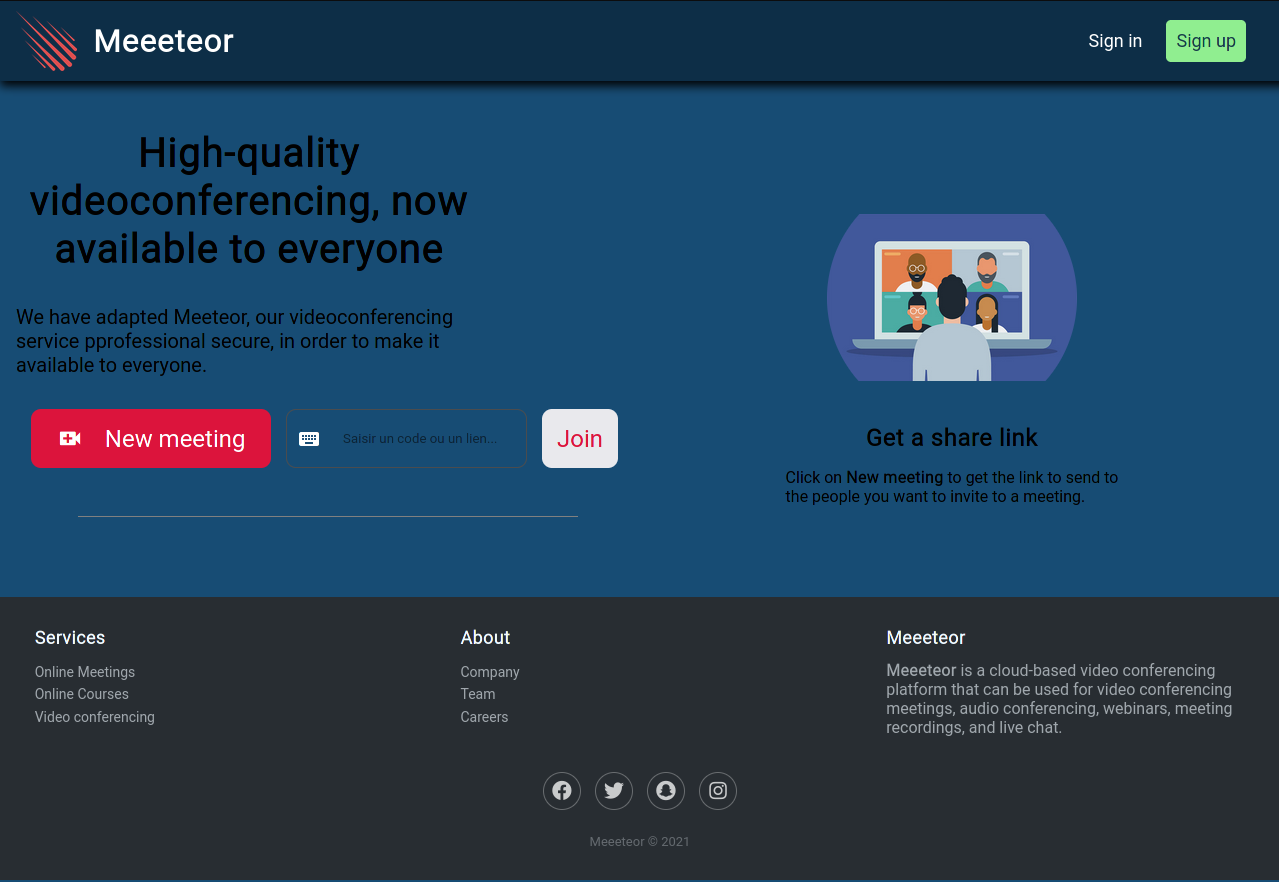 Meeeteor
Sign in
Sign up
High-quality
videoconferencing, now
available to everyone
We have adapted Meeteor, our videoconferencing
service pprofessional secure, in order to make it
available to everyone.
New meeting
Saisir un code ou un lien...
Join
Get a share link
Click on New meeting to get the link to send to
the people you want to invite to a meeting.
Services
Online Meetings
Online Courses
Video conferencing
About
Company
Team
Careers
Meeeteor
Meeeteor is a cloud-based video conferencing
platform that can be used for video conferencing
meetings, audio conferencing, webinars, meeting
recordings, and live chat.
Meeeteor © 2021